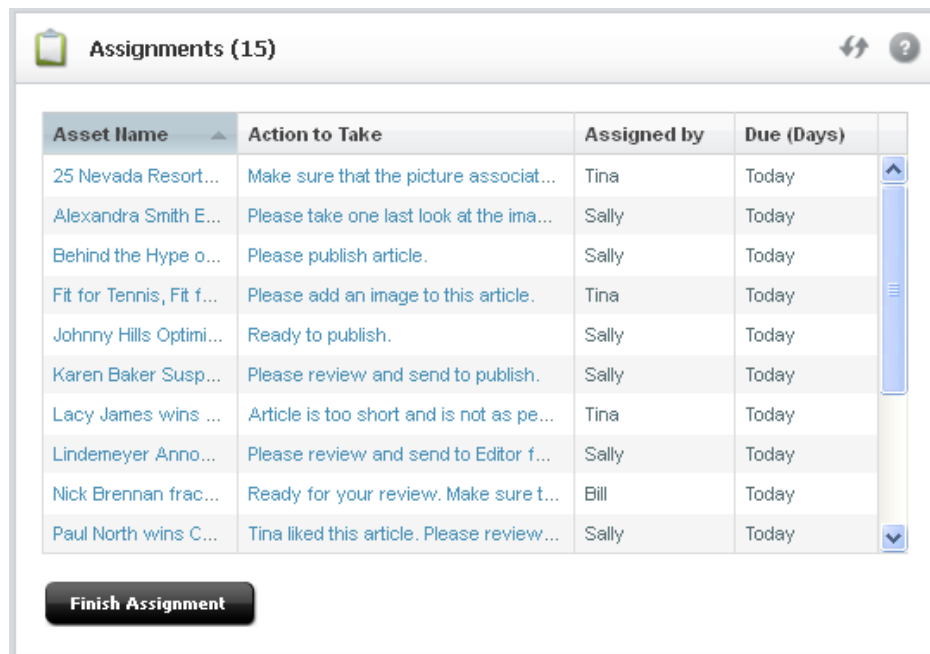 Assignments (15)
?
Asset Name Action to Take Assigned by Due (Days)
25 Nevada Resort... Make sure that the picture associat... Tina Today
Alexandra Smith E... Please take one last look at the ima... Sally Today
Behind the Hype o... Please publish article. Sally Today
Fit for Tennis, Fit f... Please add an image to this article. Tina Today
Johnny Hills Optimi... Ready to publish. Sally Today
Karen Baker Susp... Please review and send to publish. Sally Today
Lacy James wins ... Article is too short and is not as pe... Tina Today
Lindemeyer Anno... Please review and send to Editor f... Sally Today
Nick Brennan frac... Ready for your review. Make sure t... Bill Today
Paul North wins C... Tina liked this article. Please review... Sally Today
Finish Assignment